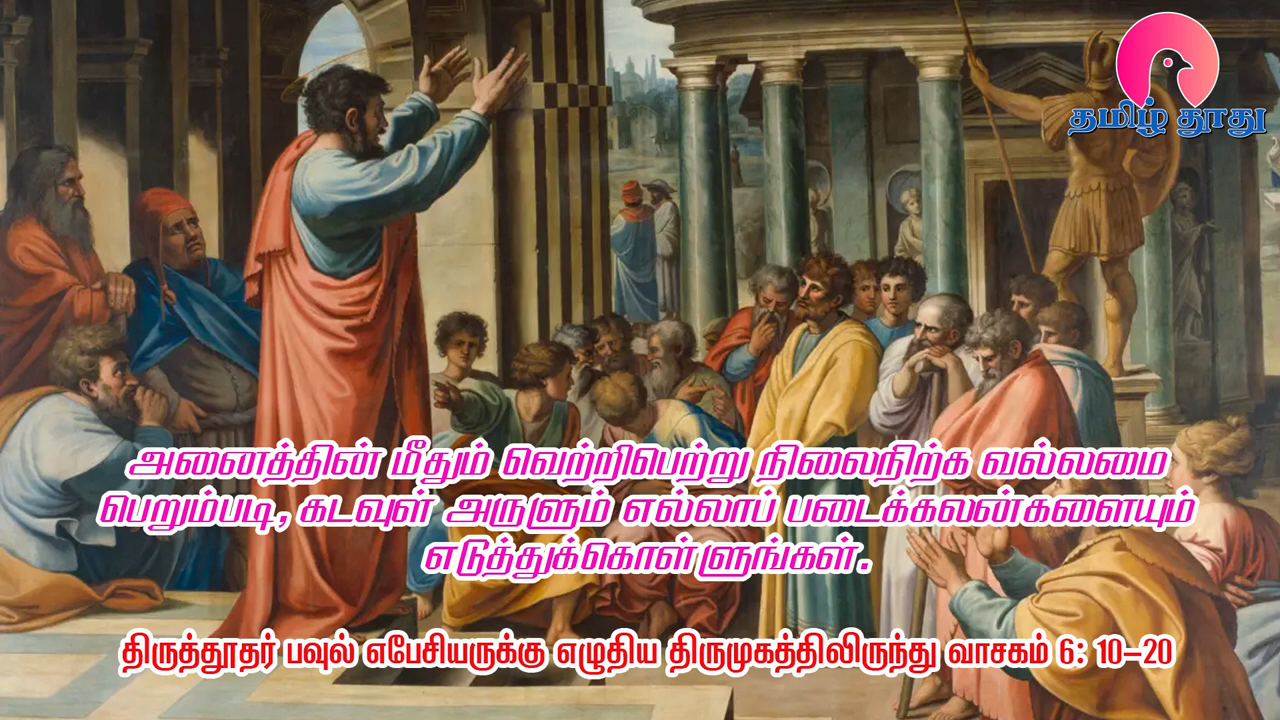 தமிழ் தூது
அனைத்தின் மீதும் வெற்றிபெற்று நிலைநிற்க வல்லமை
பெறும்படி, கடவுள் அருளும் எல்லாப் படைக்கலன்களையும்
எடுத்துக்கொள்ளுங்கள்.
திருத்தூதர் பவுல் எபேசியருக்கு எழுதிய திருமுகத்திலிருந்து வாசகம் 6: 10-20